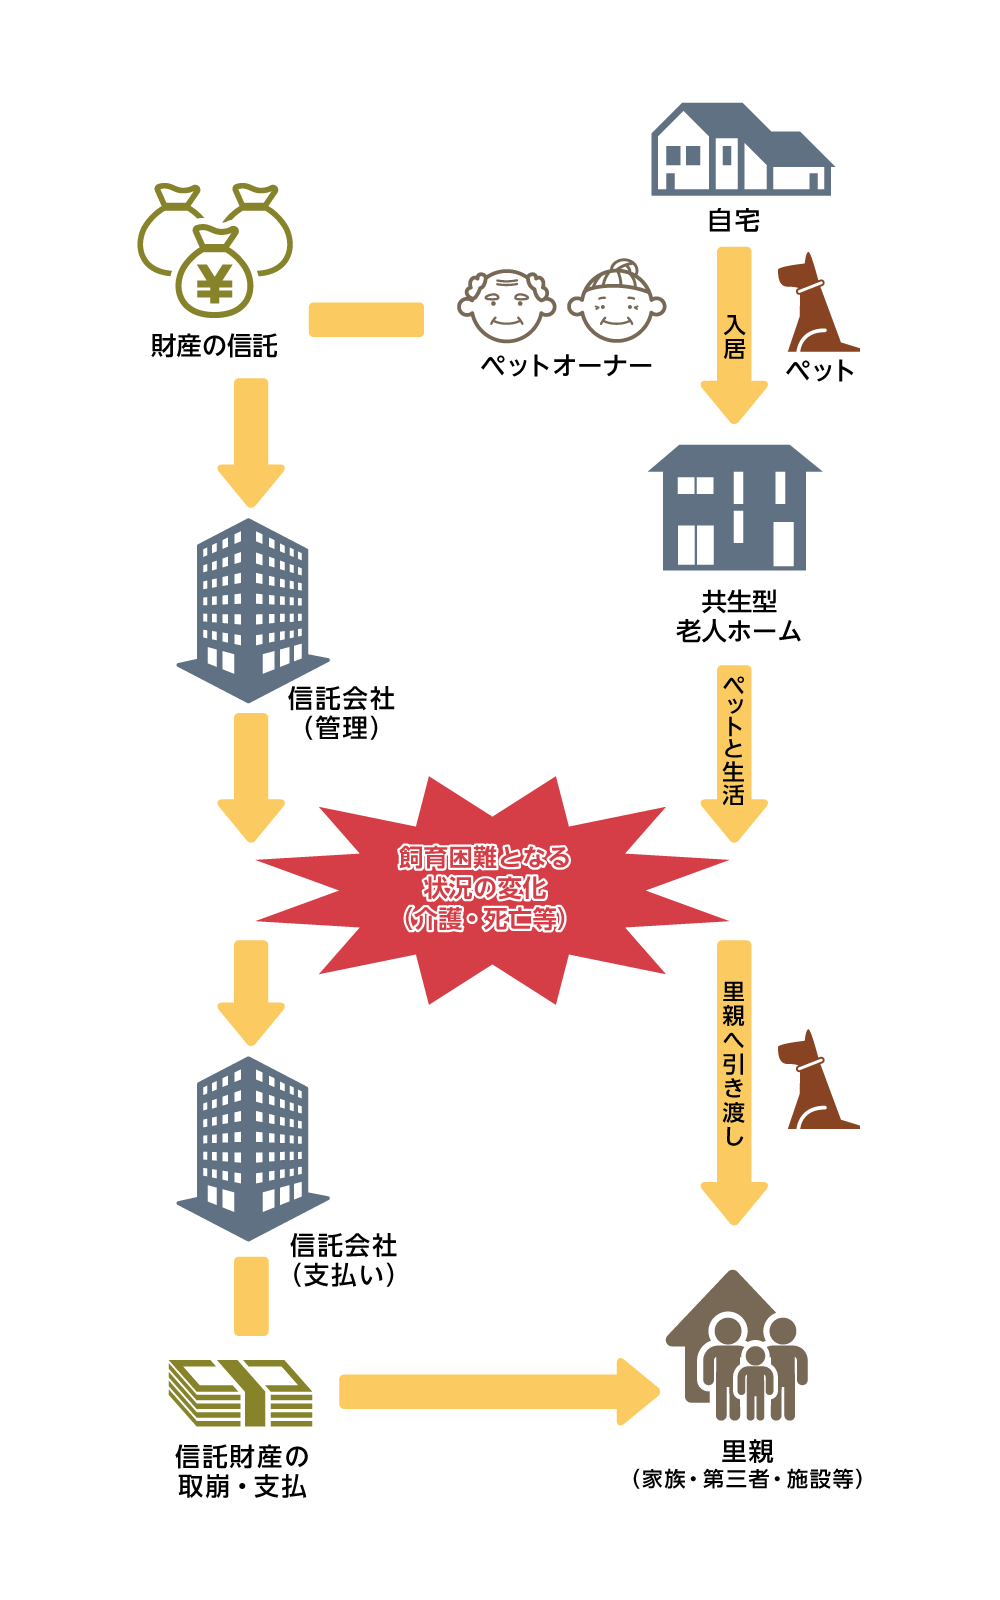 自宅
¥
財産の信託
ペットオーナー
入居
ペット
共生型
老人ホーム
信託会社
（管理）
ペットと生活
飼育困難となる
状況の変化
（介護・死亡等）
里親へ引き渡し
信託会社
（支払い）
信託財産の
取崩・支払
里親
（家族・第三者・施設等）